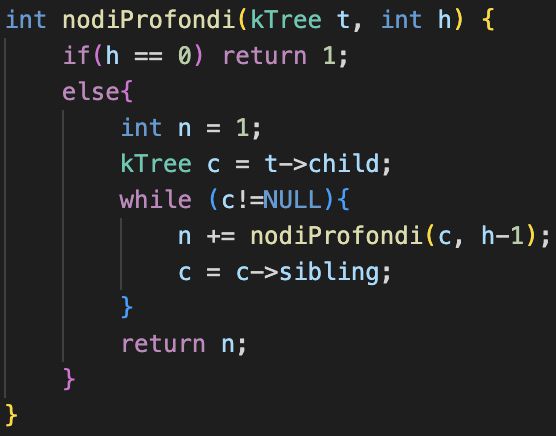 int nodiProfondi(kTree t, int h) {
    if(h == 0) return 1;
    else{
        int n = 1;
        kTree c = t->child;
        while (c!=NULL){
            n += nodiProfondi(c, h-1);
            c = c->sibling;
        }
        return n;
    }
}